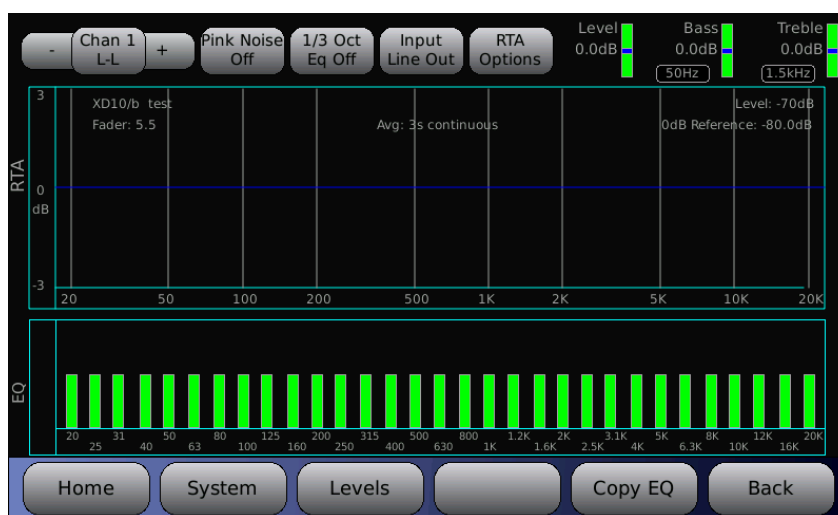 - Chan 1 L-L +
Pink Noise Off
1/3 Oct Eq Off
Input Line Out
RTA Options
Level 0.0dB
Bass 0.0dB 50Hz
Treble 0.0dB 1.5kHz
RTA
3
0
dB
-3
XD10/b test
Fader: 5.5
Avg: 3s continuous
Level: -70dB
0dB Reference: -80.0dB
20 50 100 200 500 1K 2K 5K 10K 20K
EQ
20 31 50 80 125 200 315 500 800 1.2K 2K 3.1K 5K 8K 12K 20K
25 40 63 100 160 250 400 630 1K 1.6K 2.5K 4K 6.3K 10K 16K
Home System Levels Copy EQ Back